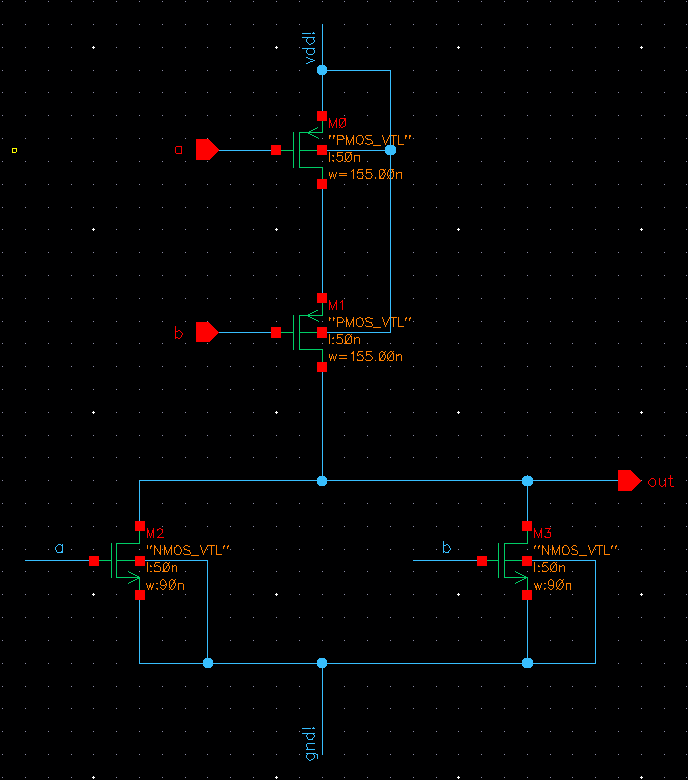 vdd!
M0
"PMOS_VTL"
a
l:50n
w=155.00n
M1
"PMOS_VTL"
b
l:50n
w=155.00n
out
M2
"NMOS_VTL"
a
l:50n
w:90n
M3
"NMOS_VTL"
b
l:50n
w:90n
gnd!